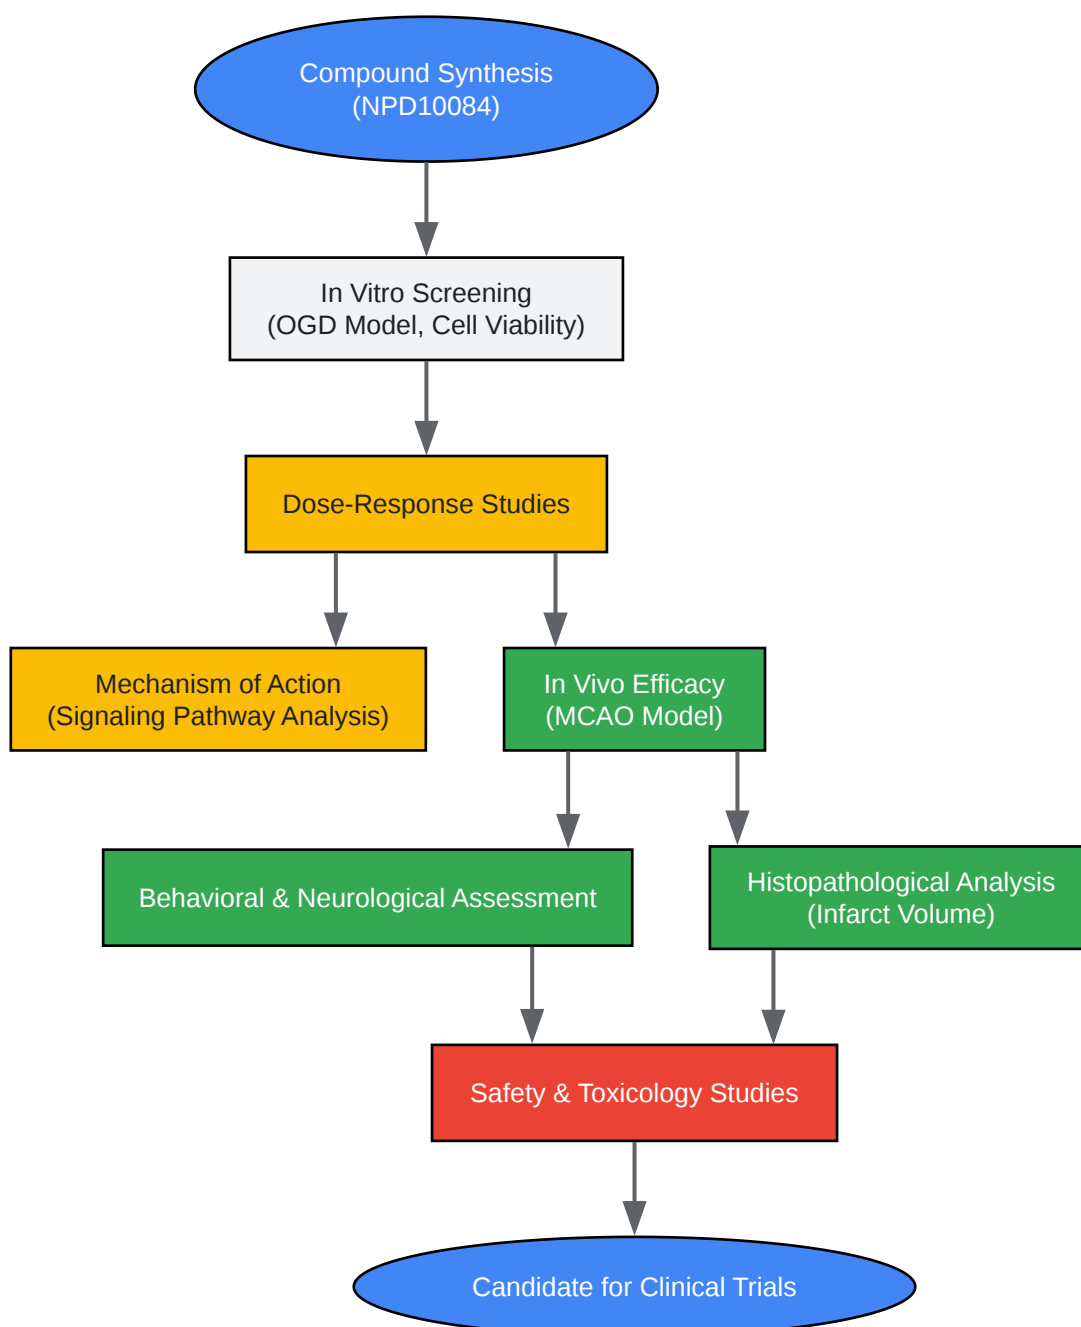 Compound Synthesis
(NPD10084)
In Vitro Screening
(OGD Model, Cell Viability)
Dose-Response Studies
Mechanism of Action
(Signaling Pathway Analysis)
In Vivo Efficacy
(MCAO Model)
Behavioral & Neurological Assessment
Histopathological Analysis
(Infarct Volume)
Safety & Toxicology Studies
Candidate for Clinical Trials